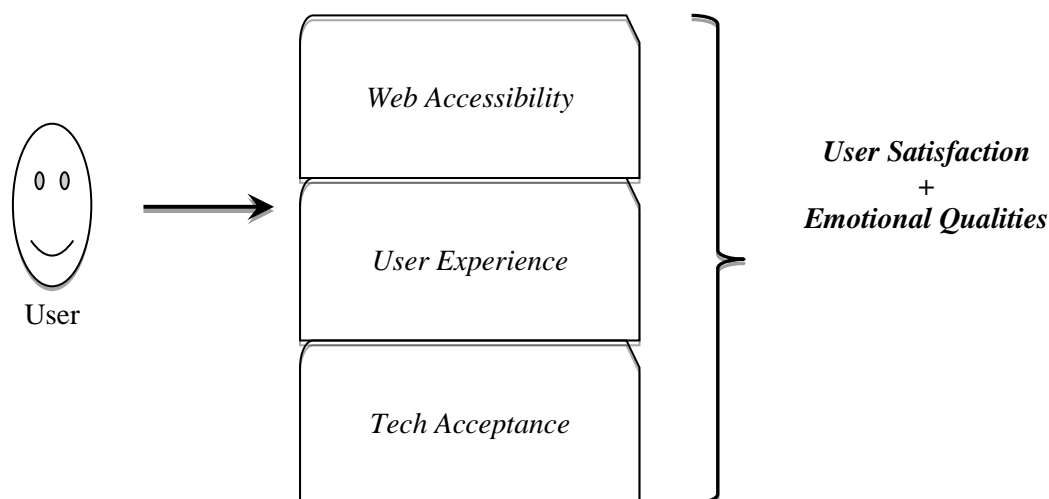 Web Accessibility
User Satisfaction
+
Emotional Qualities
User Experience
User
Tech Acceptance